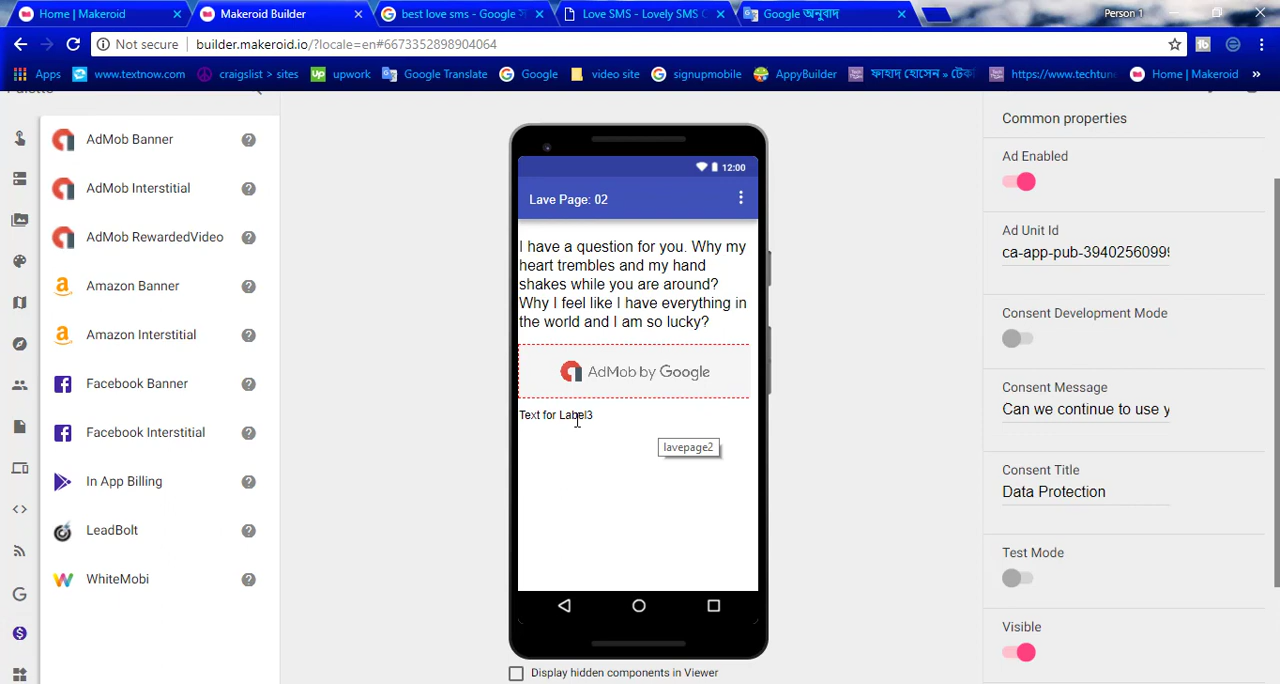 Home | Makeroid
Makeroid Builder
best love sms - Google স
Love SMS - Lovely SMS C
Google অনুবাদ
Person 1
Not secure
builder.makeroid.io/?locale=en#6673352898904064
Apps
www.textnow.com
craigslist > sites
upwork
Google Translate
Google
video site
signupmobile
AppyBuilder
ফাহাদ হোসেন » টেক
https://www.techtune
Home | Makeroid
»
AdMob Banner
AdMob Interstitial
AdMob RewardedVideo
Amazon Banner
Amazon Interstitial
Facebook Banner
Facebook Interstitial
In App Billing
LeadBolt
WhiteMobi
12:00
Lave Page: 02
I have a question for you. Why my
heart trembles and my hand
shakes while you are around?
Why I feel like I have everything in
the world and I am so lucky?
AdMob by Google
Text for Label3
lavepage2
Display hidden components in Viewer
Common properties
Ad Enabled
Ad Unit Id
ca-app-pub-3940256099
Consent Development Mode
Consent Message
Can we continue to use y
Consent Title
Data Protection
Test Mode
Visible